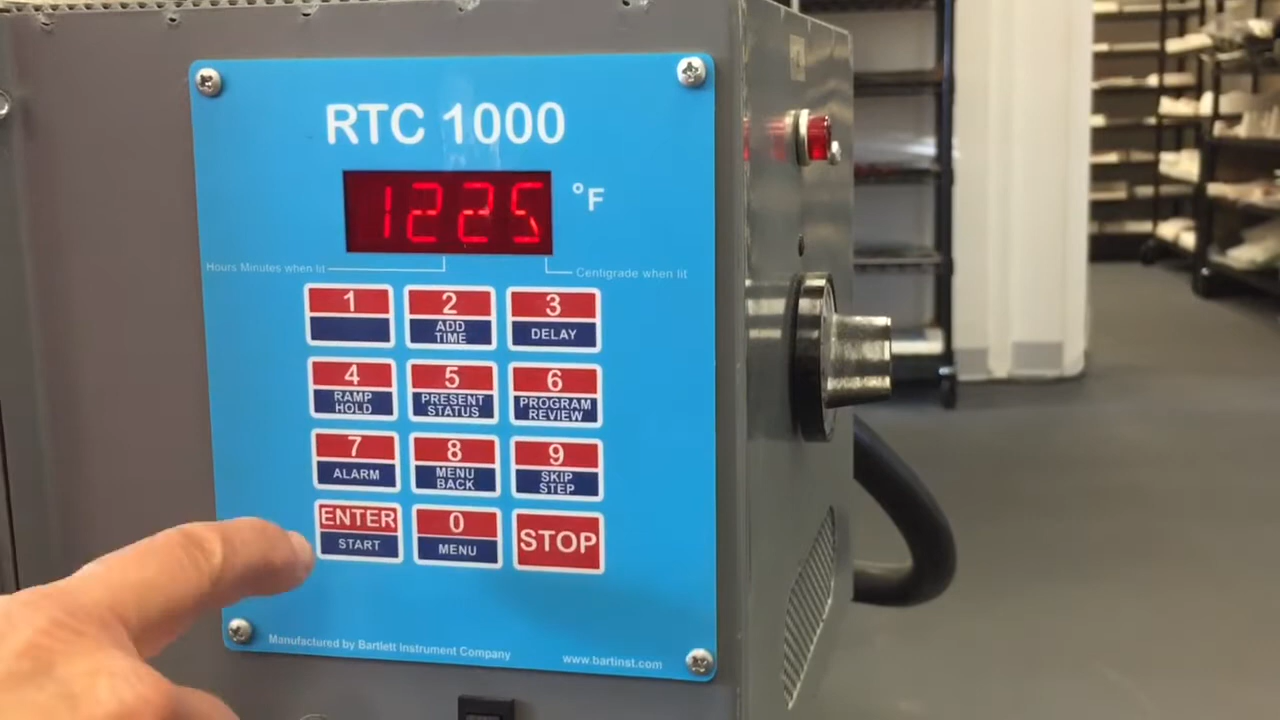 RTC 1000
1225
°F
Hours Minutes when lit
Centigrade when lit
1
2
ADD
TIME
3
DELAY
4
RAMP
HOLD
5
PRESENT
STATUS
6
PROGRAM
REVIEW
7
ALARM
8
MENU
BACK
9
SKIP
STEP
ENTER
START
0
MENU
STOP
Manufactured by Bartlett Instrument Company
www.bartinst.com